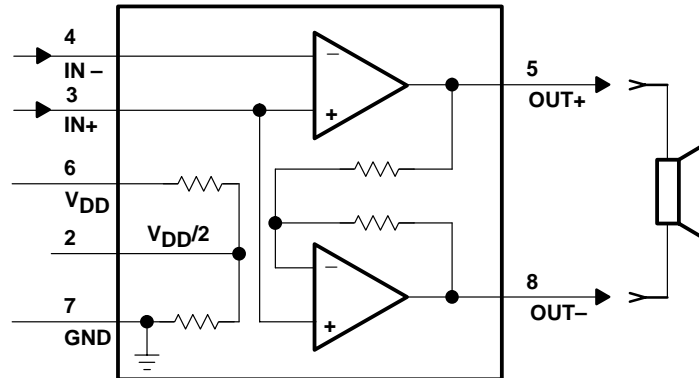 4
IN –
3
IN+
6
VDD
2
VDD/2
7
GND
–
+
–
+
5
OUT+
8
OUT–